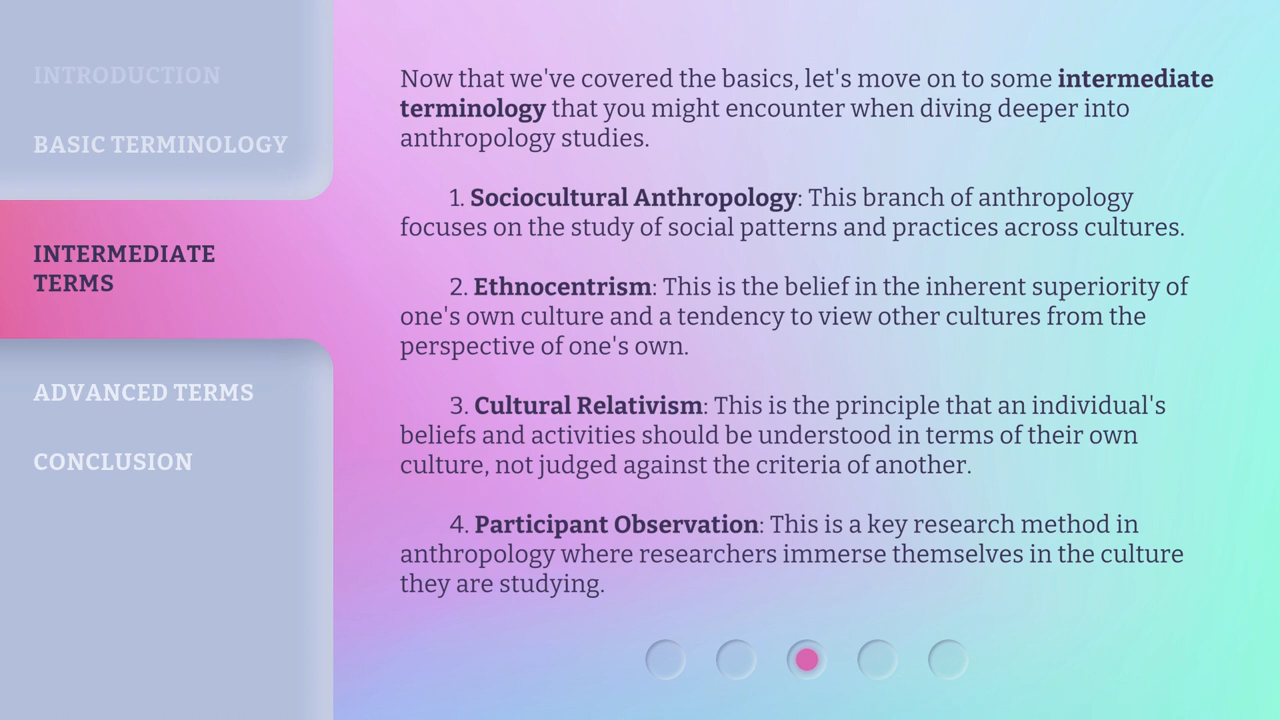 INTRODUCTION
BASIC TERMINOLOGY
INTERMEDIATE
TERMS
ADVANCED TERMS
CONCLUSION
Now that we've covered the basics, let's move on to some intermediate
terminology that you might encounter when diving deeper into
anthropology studies.
1. Sociocultural Anthropology: This branch of anthropology
focuses on the study of social patterns and practices across cultures.
2. Ethnocentrism: This is the belief in the inherent superiority of
one's own culture and a tendency to view other cultures from the
perspective of one's own.
3. Cultural Relativism: This is the principle that an individual's
beliefs and activities should be understood in terms of their own
culture, not judged against the criteria of another.
4. Participant Observation: This is a key research method in
anthropology where researchers immerse themselves in the culture
they are studying.